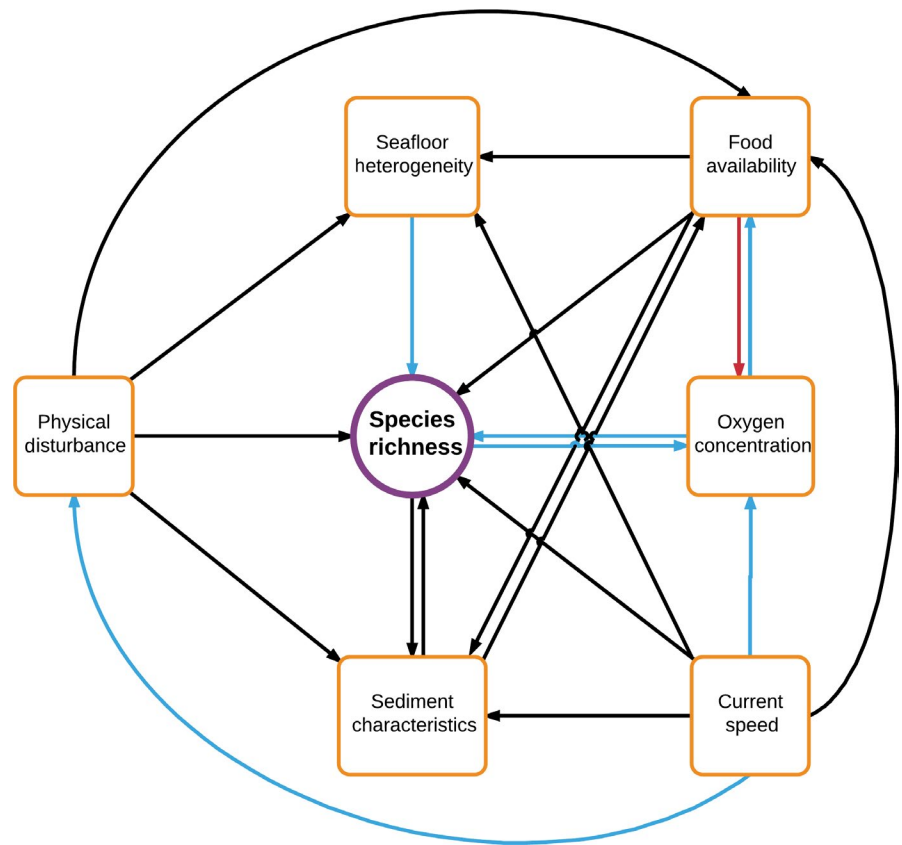 Seafloor
heterogeneity
Food
availability
Physical
disturbance
Species
richness
Oxygen
concentration
Sediment
characteristics
Current
speed